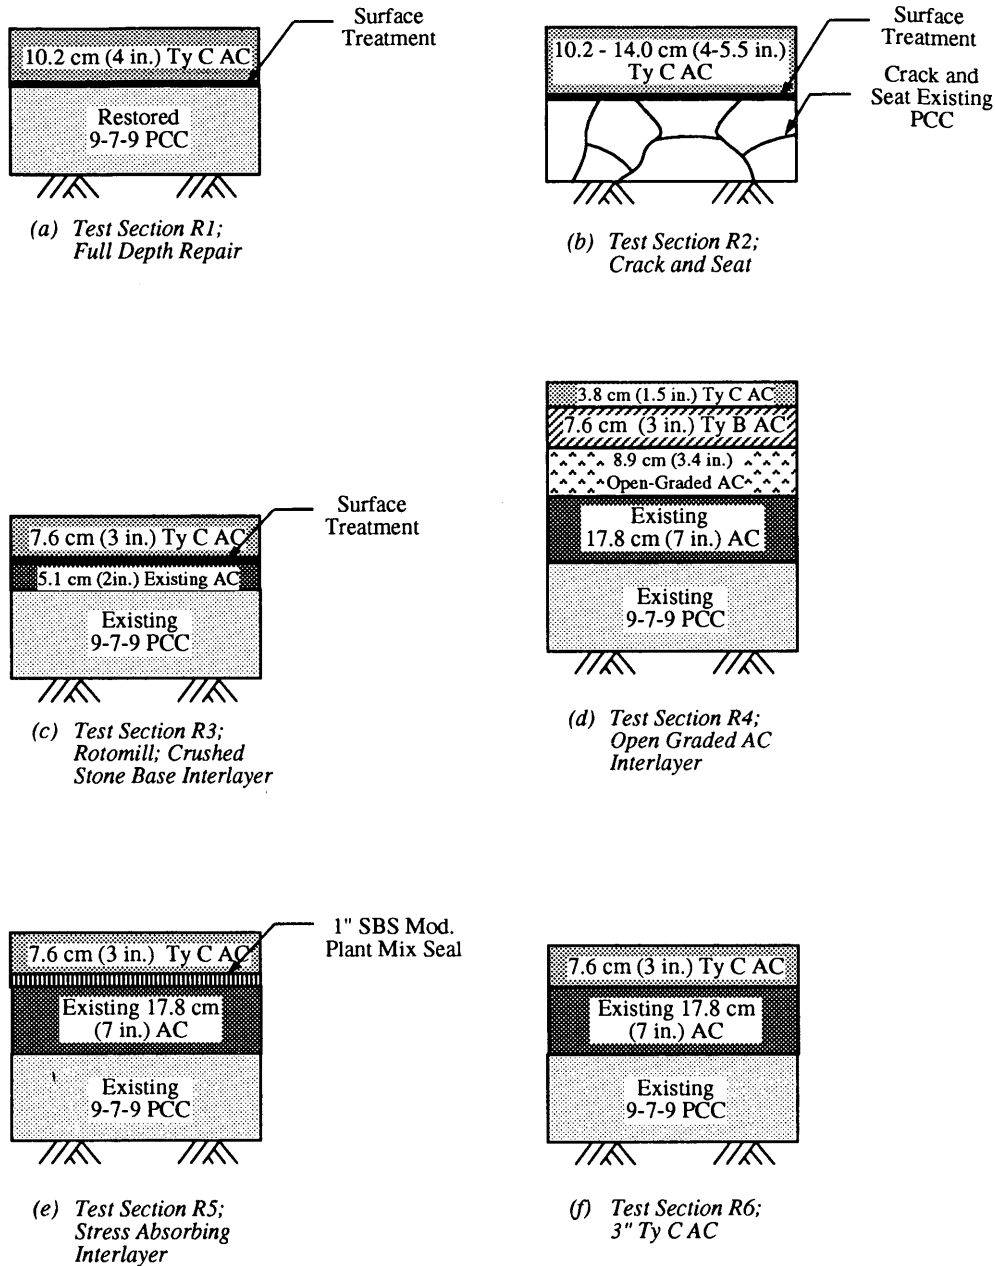 Surface
Treatment
10.2 cm (4 in.) Ty C AC
Restored
9-7-9 PCC
(a) Test Section R1;
Full Depth Repair
Surface
Treatment
10.2 - 14.0 cm (4-5.5 in.)
Ty C AC
Crack and
Seat Existing
PCC
(b) Test Section R2;
Crack and Seat
Surface
Treatment
7.6 cm (3 in.) Ty C AC
5.1 cm (2in.) Existing AC
Existing
9-7-9 PCC
(c) Test Section R3;
Rotomill; Crushed
Stone Base Interlayer
3.8 cm (1.5 in.) Ty C AC
7.6 cm (3 in.) Ty B AC
8.9 cm (3.4 in.)
Open-Graded AC
Existing
17.8 cm (7 in.) AC
Existing
9-7-9 PCC
(d) Test Section R4;
Open Graded AC
Interlayer
1" SBS Mod.
Plant Mix Seal
7.6 cm (3 in.) Ty C AC
Existing 17.8 cm
(7 in.) AC
Existing
9-7-9 PCC
(e) Test Section R5;
Stress Absorbing
Interlayer
7.6 cm (3 in.) Ty C AC
Existing 17.8 cm
(7 in.) AC
Existing
9-7-9 PCC
(f) Test Section R6;
3" Ty C AC